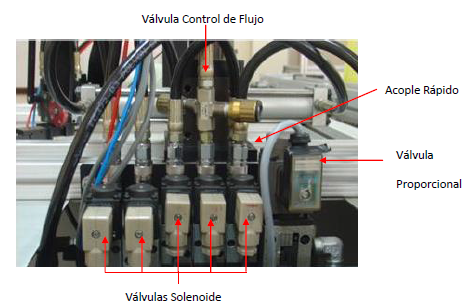 Válvula Control de Flujo
Acople Rápido
Válvula
Proporcional
Válvulas Solenoide